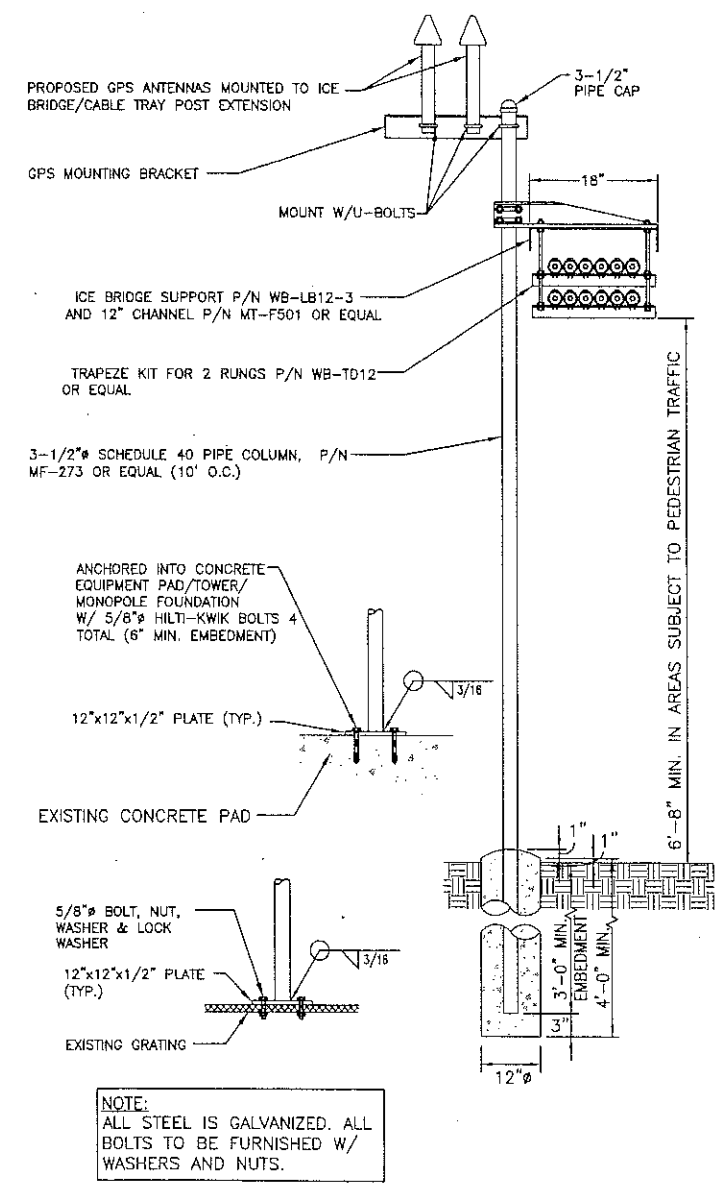 PROPOSED GPS ANTENNAS MOUNTED TO ICE
BRIDGE/CABLE TRAY POST EXTENSION
3-1/2"
PIPE CAP
GPS MOUNTING BRACKET
18"
MOUNT W/U-BOLTS
ICE BRIDGE SUPPORT P/N WB-LB12-3
AND 12" CHANNEL P/N MT-F501 OR EQUAL
TRAPEZE KIT FOR 2 RUNGS P/N WB-TD12
OR EQUAL
3-1/2"ø SCHEDULE 40 PIPE COLUMN, P/N
MF-273 OR EQUAL (10' O.C.)
6'-8" MIN. IN AREAS SUBJECT TO PEDESTRIAN TRAFFIC
ANCHORED INTO CONCRETE
EQUIPMENT PAD/TOWER/
MONOPOLE FOUNDATION
W/ 5/8"ø HILTI-KWIK BOLTS 4
TOTAL (6" MIN. EMBEDMENT)
3/16
12"x12"x1/2" PLATE (TYP.)
EXISTING CONCRETE PAD
1"
1"
5/8"ø BOLT, NUT,
WASHER & LOCK
WASHER
3/16
12"x12"x1/2" PLATE
(TYP.)
EXISTING GRATING
3'-0" MIN.
EMBEDMENT
4'-0" MIN.
3"
12"ø
NOTE:
ALL STEEL IS GALVANIZED. ALL
BOLTS TO BE FURNISHED W/
WASHERS AND NUTS.